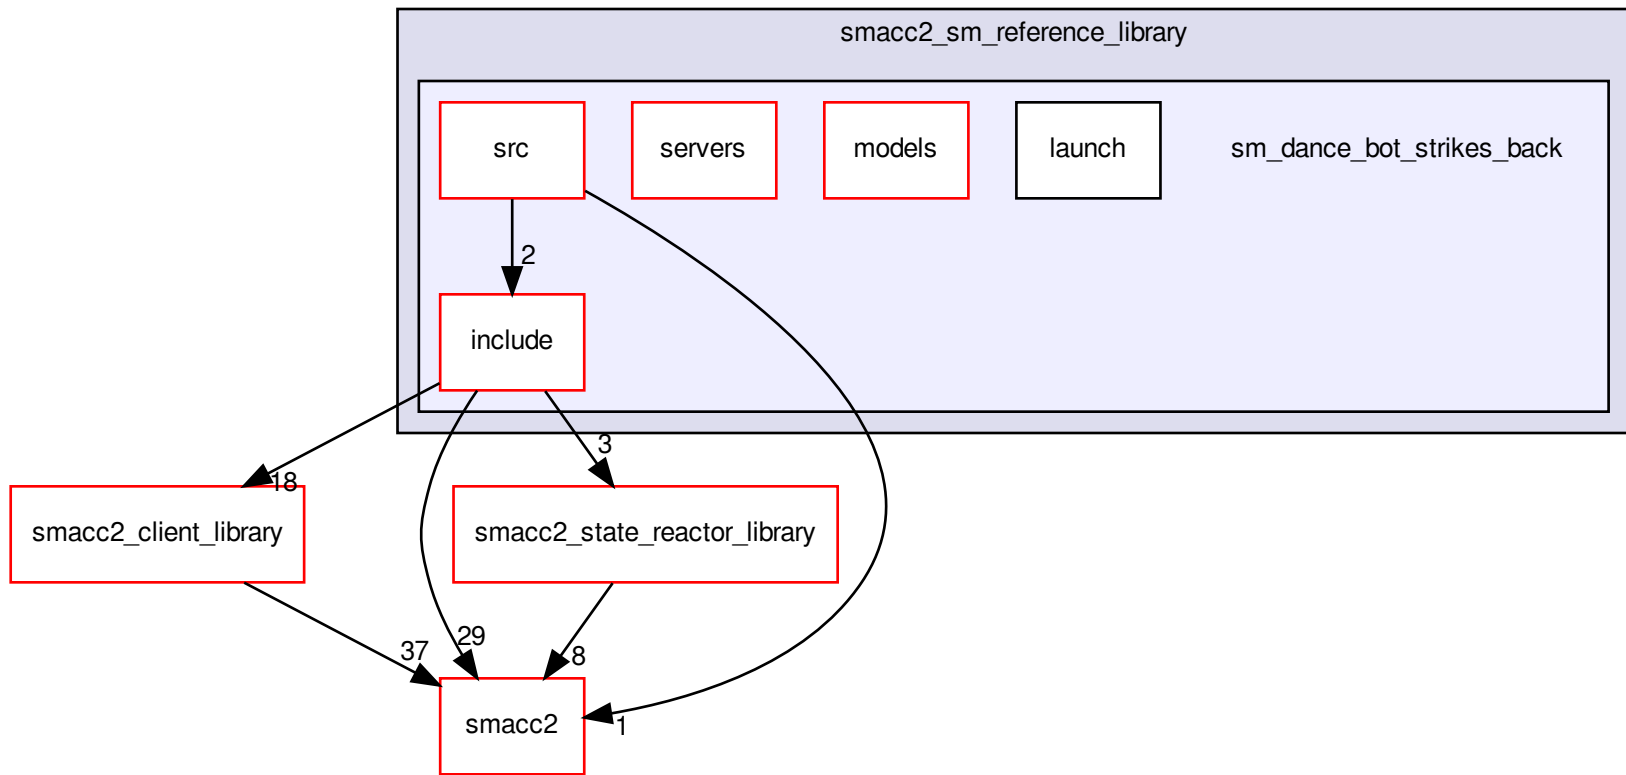 smacc2_sm_reference_library
src
servers
models
launch
sm_dance_bot_strikes_back
2
include
3
18
smacc2_client_library
smacc2_state_reactor_library
37
29
8
smacc2
1